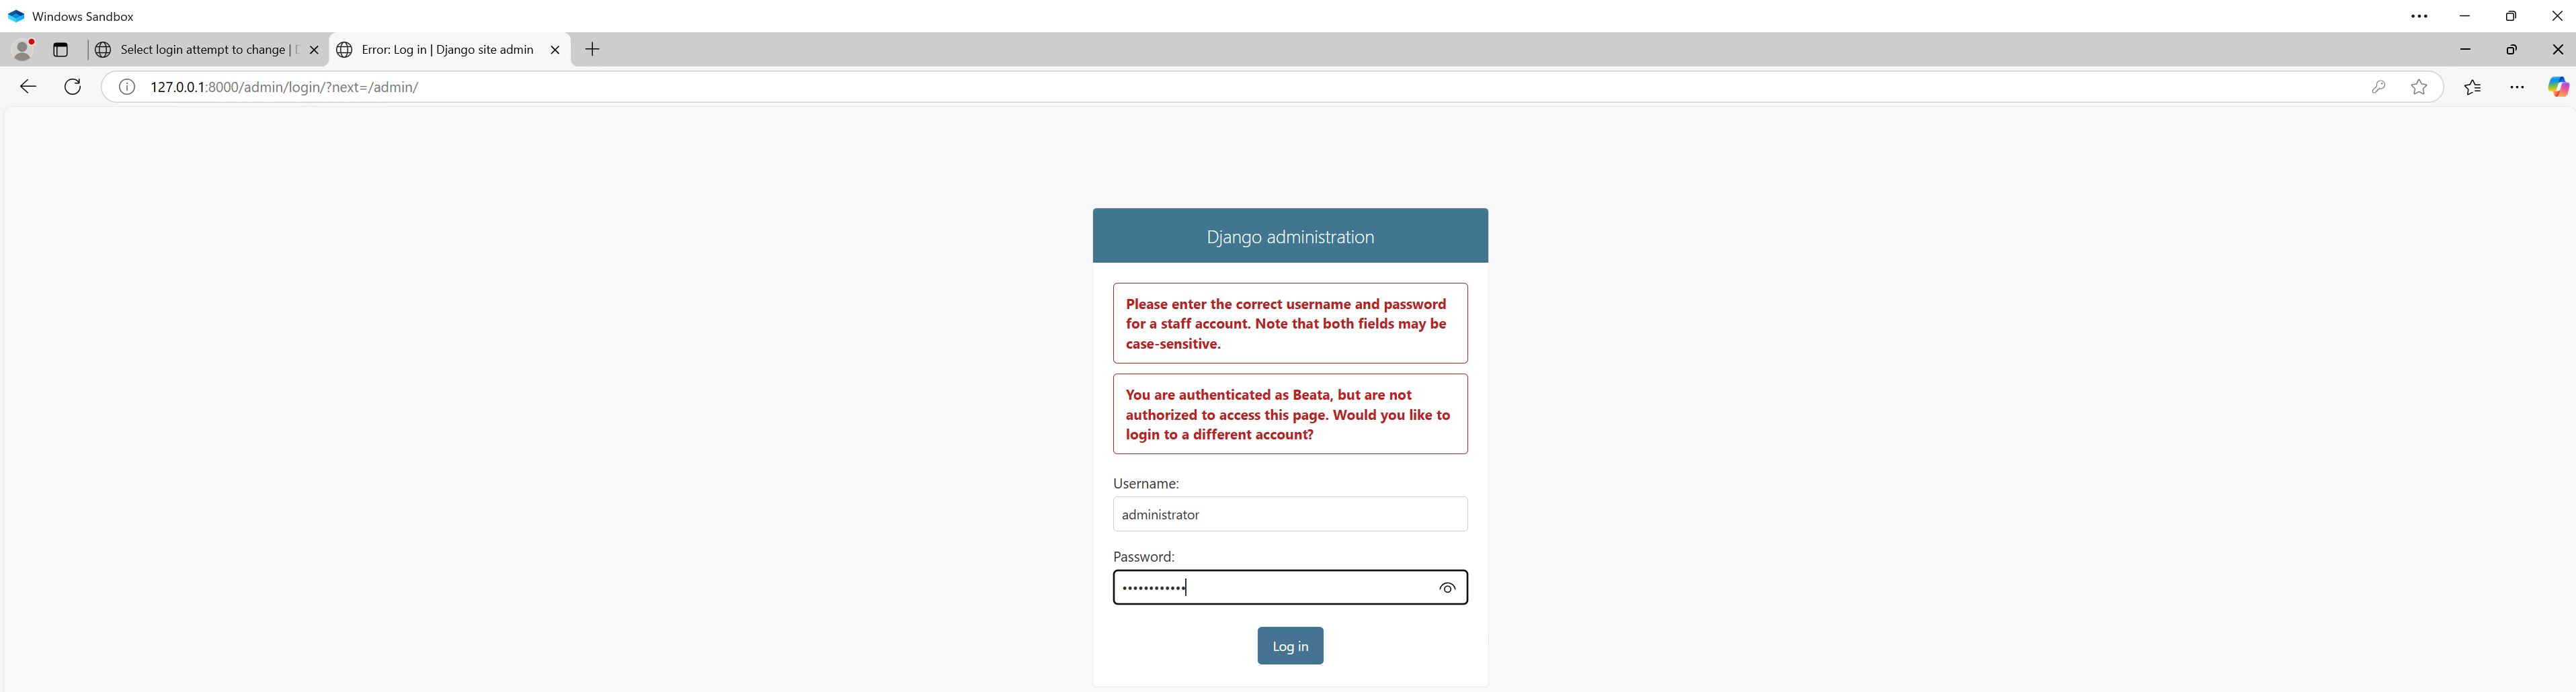 Windows Sandbox
Select login attempt to change |
Error: Log in | Django site admin
127.0.0.1:8000/admin/login/?next=/admin/
Django administration
Please enter the correct username and password
for a staff account. Note that both fields may be
case-sensitive.
You are authenticated as Beata, but are not
authorized to access this page. Would you like to
login to a different account?
Username:
administrator
Password:
••••••••••••
Log in